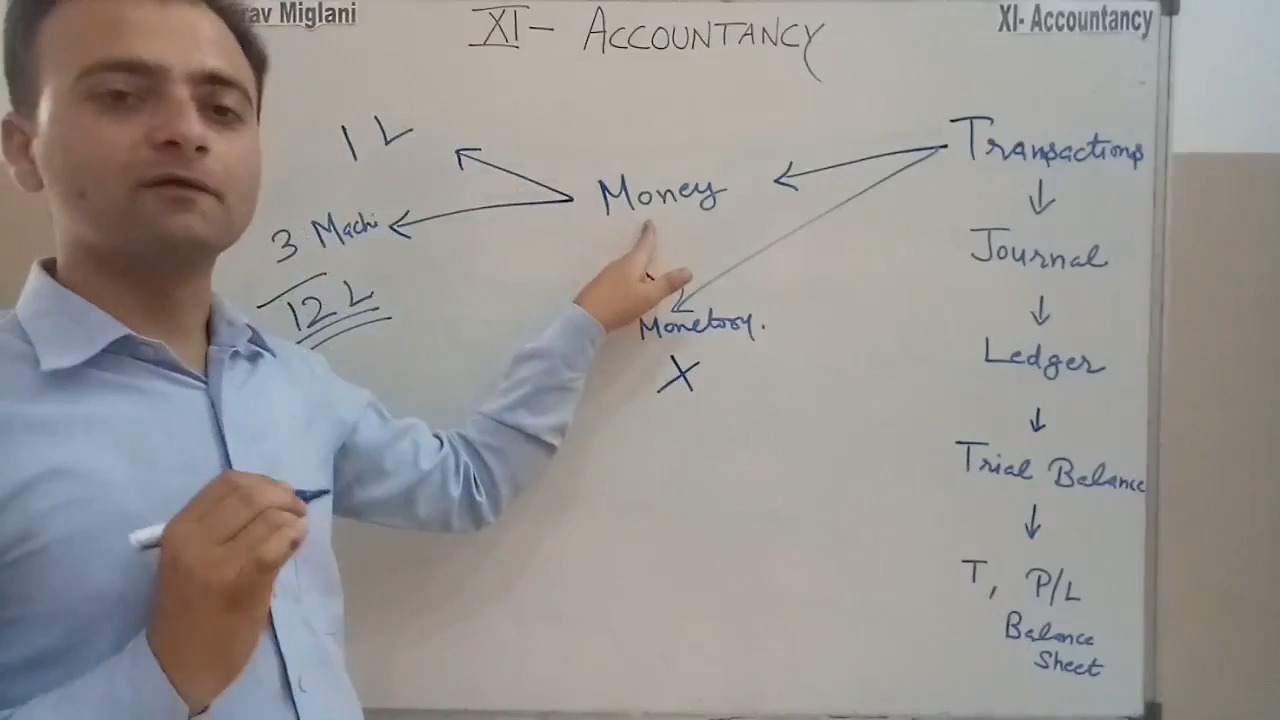 rav Miglani
XI- Accountancy
XI- ACCOUNTANCY
1 L
3 Machi
12 L
Money
Monetory.
X
Transactions
Journal
Ledger
Trial Balance
T, P/L
Balance
Sheet